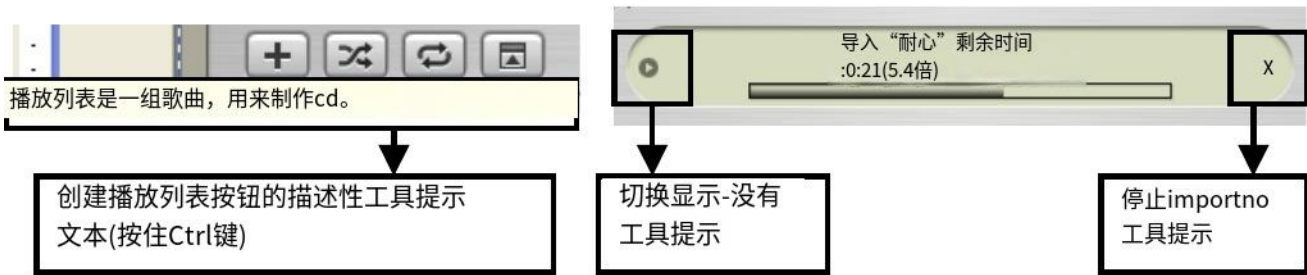 播放列表是一组歌曲，用来制作cd。
创建播放列表按钮的描述性工具提示
文本(按住Ctrl键)
导入“耐心”剩余时间
:0:21(5.4倍)
X
切换显示-没有
工具提示
停止importno
工具提示